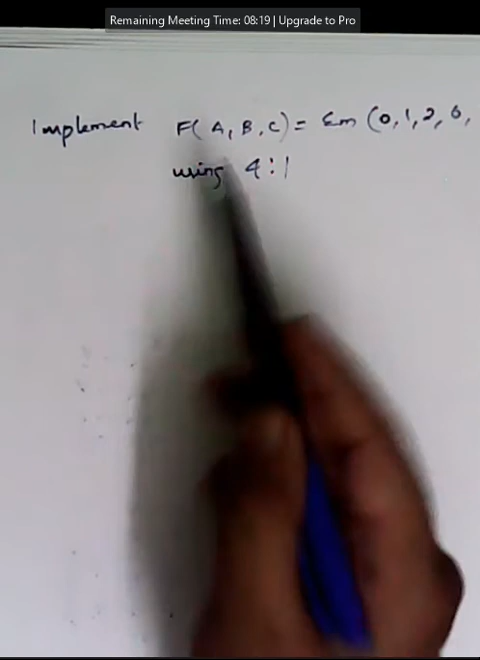 Remaining Meeting Time: 08:19 | Upgrade to Pro
Implement F(A,B,C) = Σm (0,1,2,6,
using 4:1